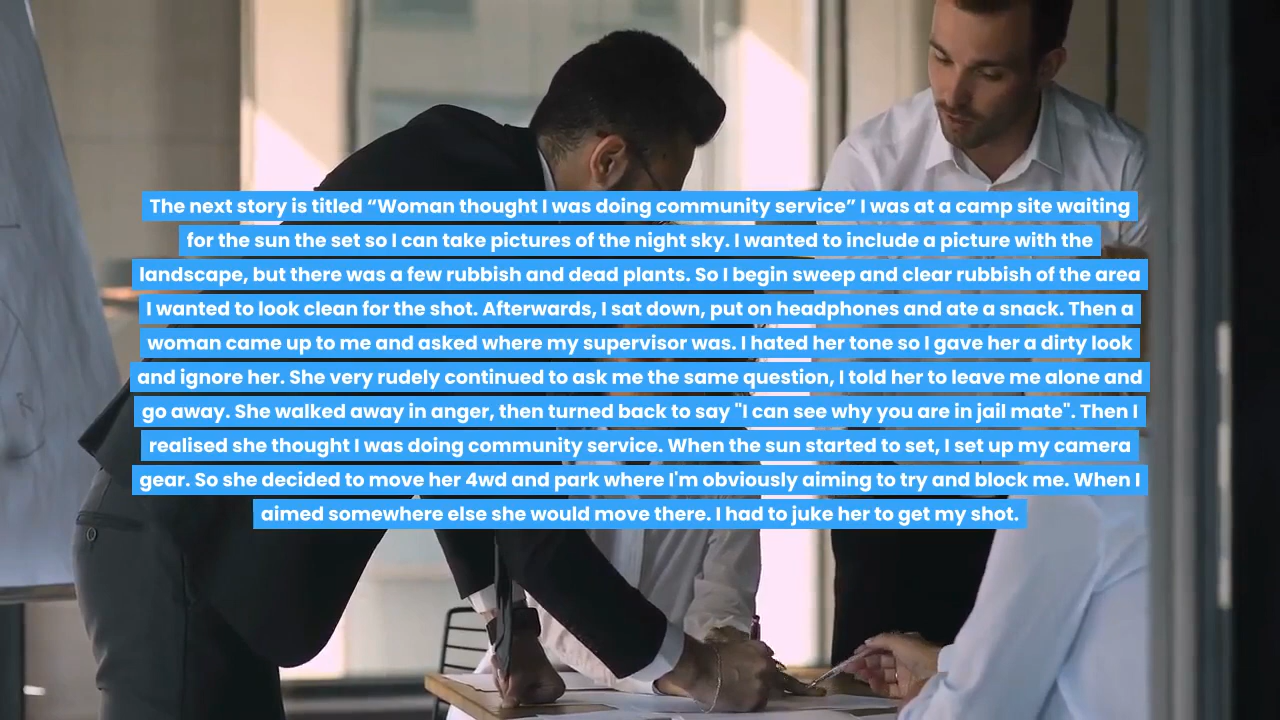 The next story is titled “Woman thought I was doing community service” I was at a camp site waiting
for the sun the set so I can take pictures of the night sky. I wanted to include a picture with the
landscape, but there was a few rubbish and dead plants. So I begin sweep and clear rubbish of the area
I wanted to look clean for the shot. Afterwards, I sat down, put on headphones and ate a snack. Then a
woman came up to me and asked where my supervisor was. I hated her tone so I gave her a dirty look
and ignore her. She very rudely continued to ask me the same question, I told her to leave me alone and
go away. She walked away in anger, then turned back to say "I can see why you are in jail mate". Then I
realised she thought I was doing community service. When the sun started to set, I set up my camera
gear. So she decided to move her 4wd and park where I'm obviously aiming to try and block me. When I
aimed somewhere else she would move there. I had to juke her to get my shot.